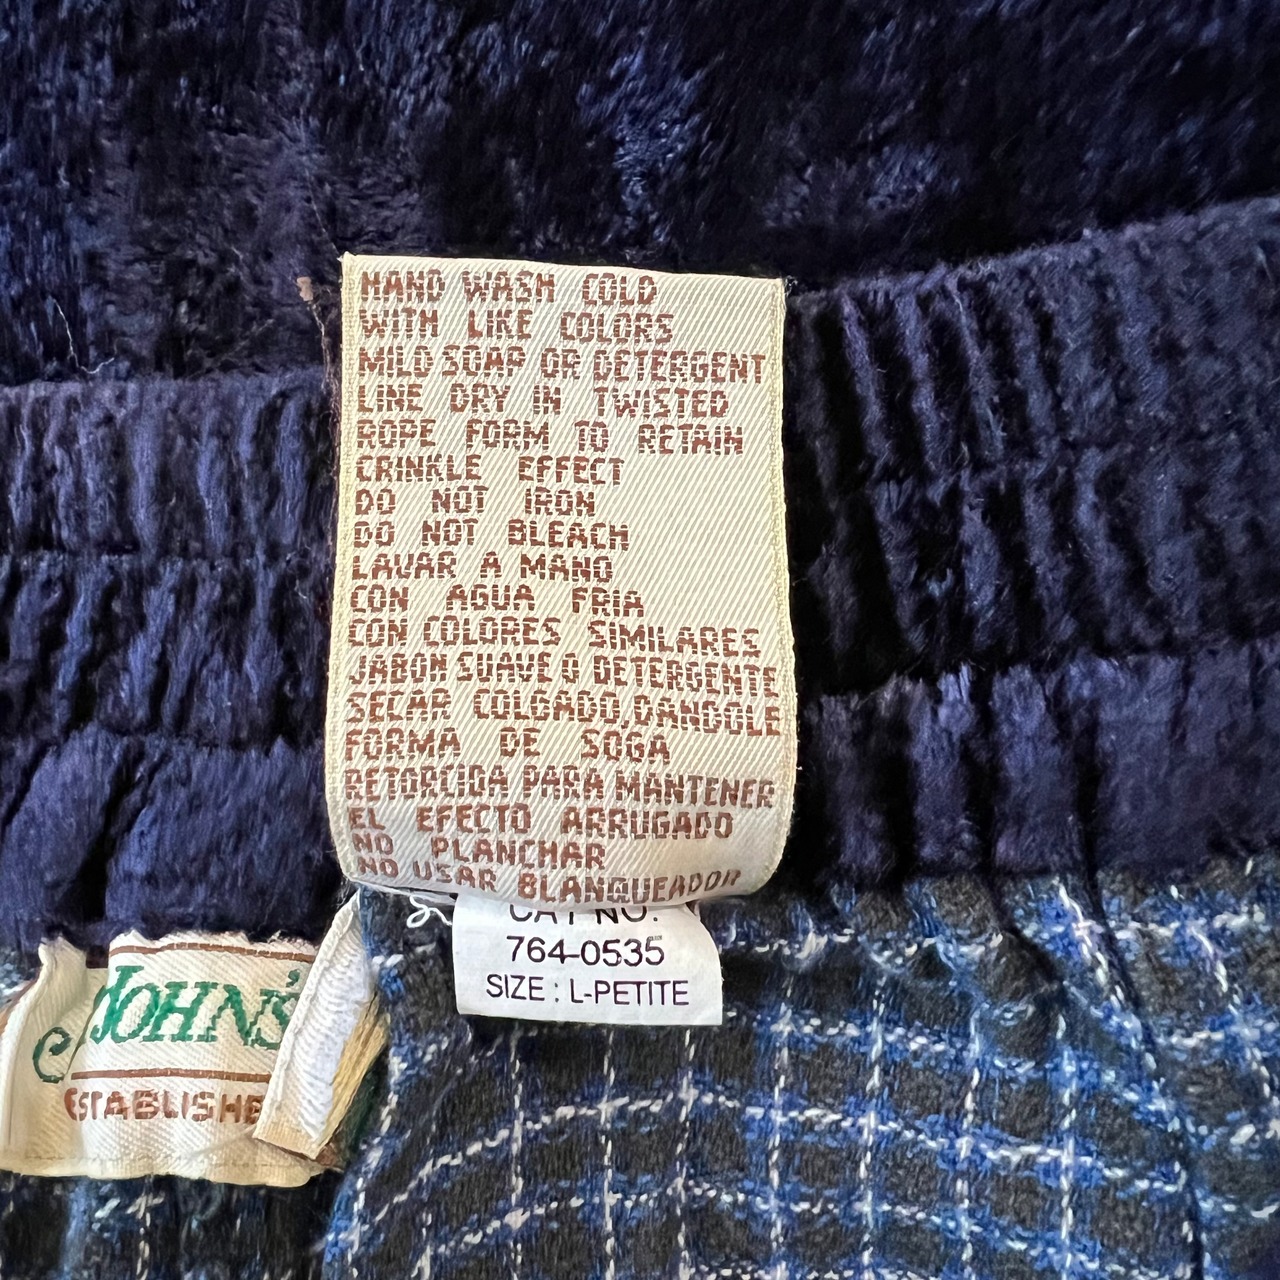 HAND WASH COLD
WITH LIKE COLORS
MILD SOAP OR DETERGENT
LINE DRY IN TWISTED
ROPE FORM TO RETAIN
CRINKLE EFFECT
DO NOT IRON
DO NOT BLEACH
LAVAR A MANO
CON AGUA FRIA
CON COLORES SIMILARES
JABON SUAVE O DETERGENTE
SECAR COLGADO,DANDOLE
FORMA DE SOGA
RETORCIDA PARA MANTENER
EL EFECTO ARRUGADO
NO PLANCHAR
NO USAR BLANQUEADOR
CAT NO.
764-0535
SIZE : L-PETITE
JOHN'S
ESTABLISHE